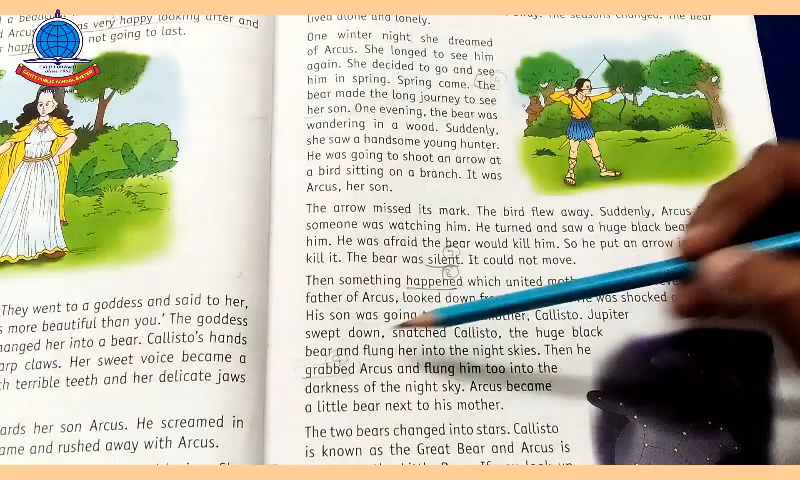 d a beauti as very happy looking after and
d Arcus
r happ not going to last.
They went to a goddess and said to her,
s more beautiful than you.' The goddess
hanged her into a bear. Callisto's hands
arp claws. Her sweet voice became a
th terrible teeth and her delicate jaws
ards her son Arcus. He screamed in
ame and rushed away with Arcus.
lived alone and lonely.
away. The seasons changed. The bear
One winter night she dreamed
of Arcus. She longed to see him
again. She decided to go and see
him in spring. Spring came. The
bear made the long journey to see
her son. One evening, the bear was
wandering in a wood. Suddenly,
she saw a handsome young hunter.
He was going to shoot an arrow at
a bird sitting on a branch. It was
Arcus, her son.
The arrow missed its mark. The bird flew away. Suddenly, Arcus
someone was watching him. He turned and saw a huge black bea
him. He was afraid the bear would kill him. So he put an arrow i
kill it. The bear was silent. It could not move.
Then something happened which united moth
father of Arcus, looked down fr was shocked
His son was going mother, Callisto. Jupiter
swept down, snatched Callisto, the huge black
bear and flung her into the night skies. Then he
grabbed Arcus and flung him too into the
darkness of the night sky. Arcus became
a little bear next to his mother.
The two bears changed into stars. Callisto
is known as the Great Bear and Arcus is